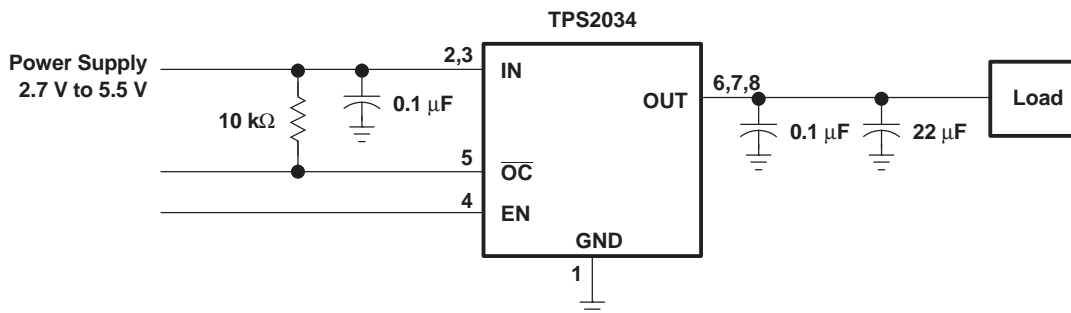 TPS2034
Power Supply
2.7 V to 5.5 V
2,3
IN
10 kΩ
0.1 µF
5
O̅C̅
4
EN
GND
1
OUT
6,7,8
0.1 µF
22 µF
Load